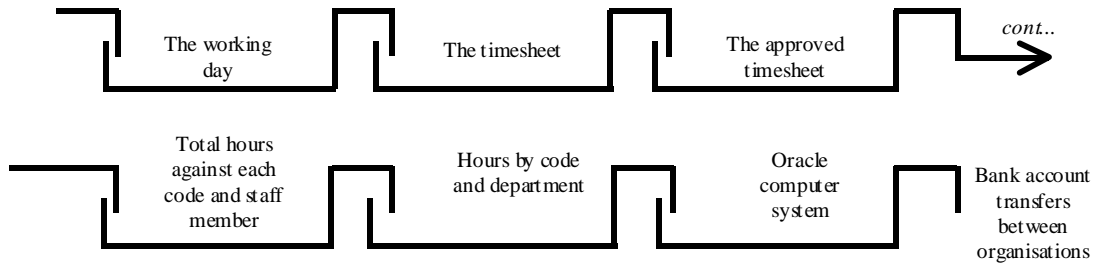 The working
day
The timesheet
The approved
timesheet
cont...
Total hours
against each
code and staff
member
Hours by code
and department
Oracle
computer
system
Bank account
transfers
between
organisations